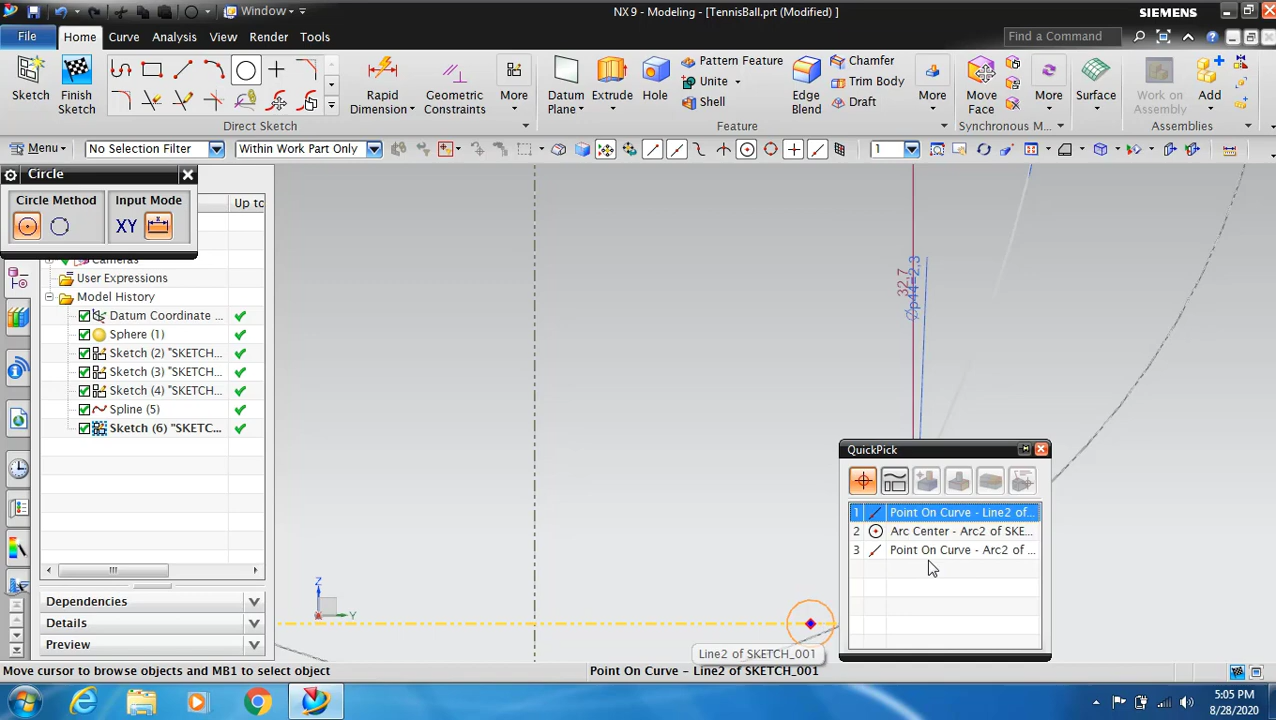 Window
NX 9 - Modeling - [TennisBall.prt (Modified) ]
SIEMENS
File
Home
Curve
Analysis
View
Render
Tools
Find a Command
Sketch
Finish Sketch
Rapid Dimension
Geometric Constraints
More
Datum Plane
Extrude
Hole
Pattern Feature
Unite
Shell
Edge Blend
Chamfer
Trim Body
Draft
More
Move Face
More
Surface
Work on Assembly
Add
Direct Sketch
Feature
Synchronous M...
Assemblies
Menu
No Selection Filter
Within Work Part Only
1
Circle
Circle Method
Input Mode
XY
Up to
Cameras
User Expressions
Model History
Datum Coordinate ...
Sphere (1)
Sketch (2) "SKETCH...
Sketch (3) "SKETCH...
Sketch (4) "SKETCH...
Spline (5)
Sketch (6) "SKETC...
Dependencies
Details
Preview
32,7
Øp44=2,3
Z
Y
QuickPick
1 Point On Curve - Line2 of...
2 Arc Center - Arc2 of SKE...
3 Point On Curve - Arc2 of ...
Line2 of SKETCH_001
Move cursor to browse objects and MB1 to select object
Point On Curve - Line2 of SKETCH_001
5:05 PM
8/28/2020